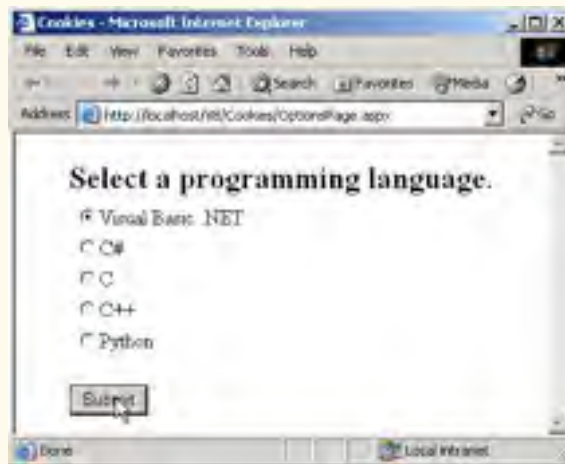 Cookies - Microsoft Internet Explorer
File Edit View Favorites Tools Help
Search Favorites Media
Address http://localhost/Cookies/OptionsPage.aspx Go
Select a programming language.
Visual Basic .NET
C#
C
C++
Python
Submit
Done Local intranet